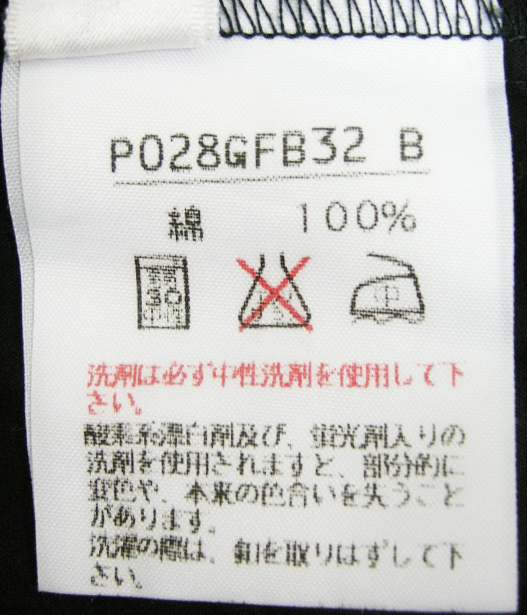 P028GFB32 B
綿 100%
30
中
洗剤は必ず中性洗剤を使用して下
さい。
酸素系漂白剤及び、蛍光剤入りの
洗剤を使用されますと、部分的に
変色や、本来の色合いを失うこと
があります。
洗濯の際は、釦を取りはずして下
さい。